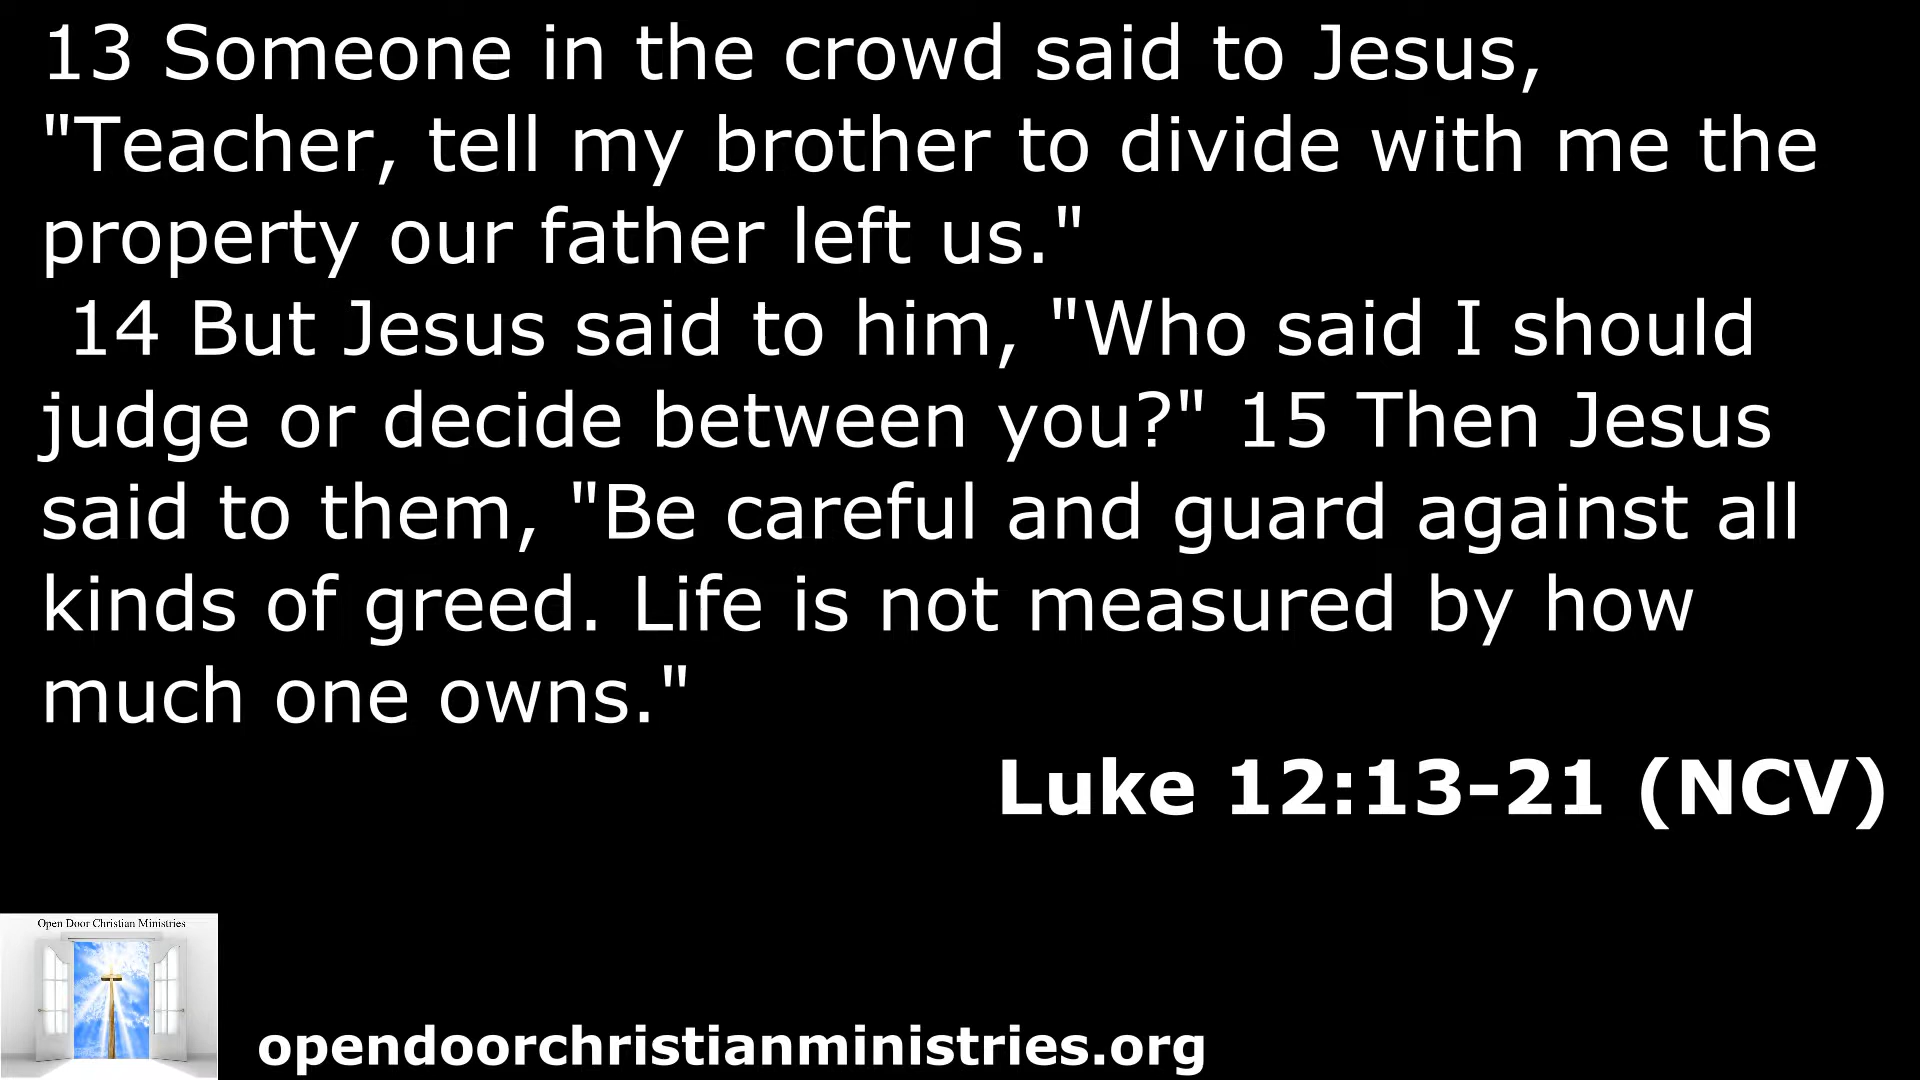 13 Someone in the crowd said to Jesus,
"Teacher, tell my brother to divide with me the
property our father left us."
14 But Jesus said to him, "Who said I should
judge or decide between you?" 15 Then Jesus
said to them, "Be careful and guard against all
kinds of greed. Life is not measured by how
much one owns."
Luke 12:13-21 (NCV)
Open Door Christian Ministries
opendoorchristianministries.org